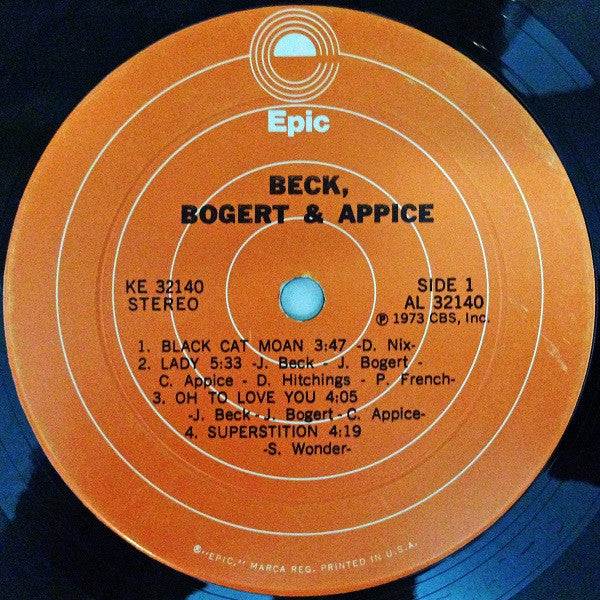 Epic
BECK,
BOGERT & APPICE
KE 32140
STEREO
SIDE 1
AL 32140
℗ 1973 CBS, Inc.
1. BLACK CAT MOAN 3:47 -D. Nix-
2. LADY 5:33 -J. Beck - J. Bogert -
C. Appice - D. Hitchings - P. French-
3. OH TO LOVE YOU 4:05
-J. Beck-J. Bogert-C. Appice-
4. SUPERSTITION 4:19
-S. Wonder-
®"EPIC," MARCA REG. PRINTED IN U.S.A.